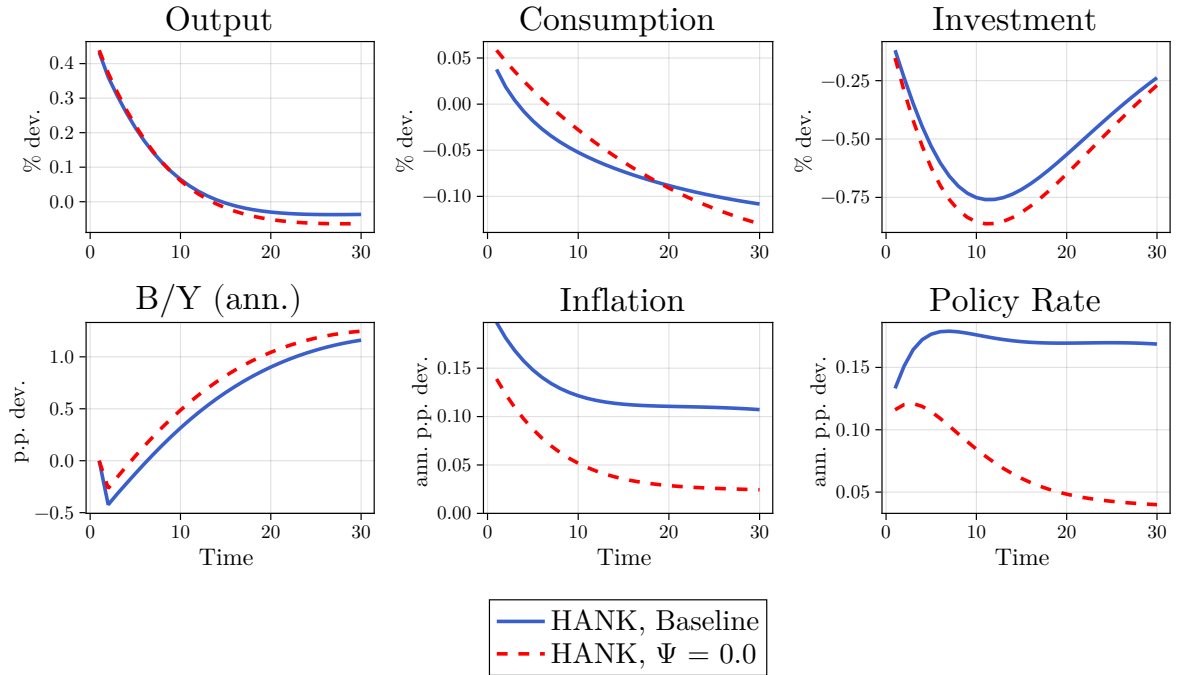 Output
% dev.
0.4
0.3
0.2
0.1
0.0
0
10
20
30
Consumption
% dev.
0.05
0.00
−0.05
−0.10
0
10
20
30
Investment
% dev.
−0.25
−0.50
−0.75
0
10
20
30
B/Y (ann.)
p.p. dev.
1.0
0.5
0.0
−0.5
0
10
20
30
Time
Inflation
ann. p.p. dev.
0.15
0.10
0.05
0.00
0
10
20
30
Time
Policy Rate
ann. p.p. dev.
0.15
0.10
0.05
0
10
20
30
Time
HANK, Baseline
HANK, Ψ = 0.0